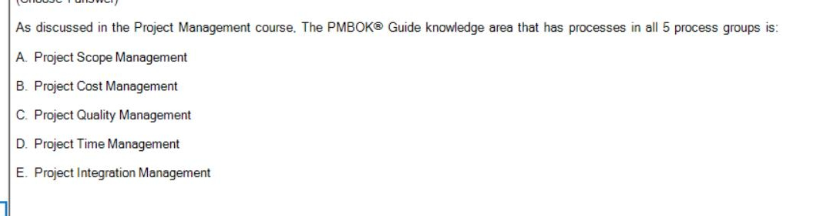 As discussed in the Project Management course, The PMBOK® Guide knowledge area that has processes in all 5 process groups is:
A. Project Scope Management
B. Project Cost Management
C. Project Quality Management
D. Project Time Management
E. Project Integration Management